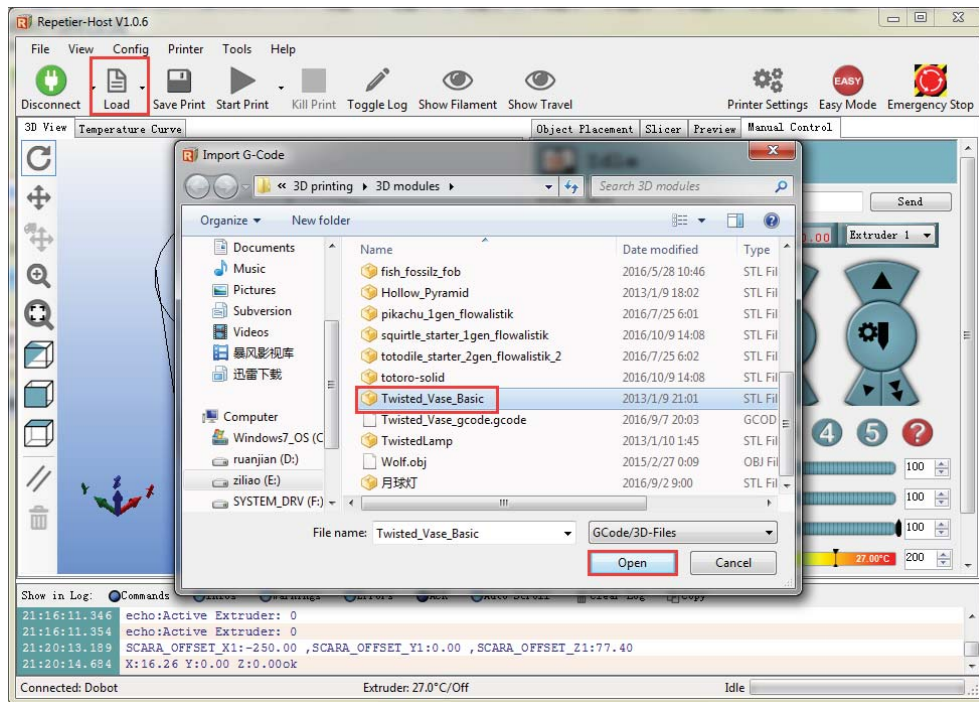 Repetier-Host V1.0.6
File View Config Printer Tools Help
Disconnect Load Save Print Start Print Kill Print Toggle Log Show Filament Show Travel Printer Settings Easy Mode Emergency Stop
EASY
3D View Temperature Curve Object Placement Slicer Preview Manual Control
Import G-Code
Idle
« 3D printing 3D modules Search 3D modules
Send
Organize New folder
Extruder 1
Name Date modified Type
Documents
Music
Pictures
Subversion
Videos
暴风影视库
迅雷下载
Computer
Windows7_OS (C
ruanjian (D:)
ziliao (E:)
SYSTEM_DRV (F:)
fish_fossilz_fob 2016/5/28 10:46 STL Fil
Hollow_Pyramid 2013/1/9 18:02 STL Fil
pikachu_1gen_flowalistik 2016/7/25 6:01 STL Fil
squirtle_starter_1gen_flowalistik 2016/10/9 14:08 STL Fil
totodile_starter_2gen_flowalistik_2 2016/7/25 6:02 STL Fil
totoro-solid 2016/10/9 14:08 STL Fil
Twisted_Vase_Basic 2013/1/9 21:01 STL Fil
Twisted_Vase_gcode.gcode 2016/9/7 20:03 GCOD
TwistedLamp 2013/1/10 1:45 STL Fil
Wolf.obj 2015/2/27 0:09 OBJ Fil
月球灯 2016/9/2 9:00 STL Fil
4 5 ?
100
100
100
27.00°C 200
Z
Y X
File name: Twisted_Vase_Basic GCode/3D-Files
Open Cancel
Show in Log: Commands
21:16:11.346 echo:Active Extruder: 0
21:16:11.354 echo:Active Extruder: 0
21:20:13.189 SCARA_OFFSET_X1:-250.00 ,SCARA_OFFSET_Y1:0.00 ,SCARA_OFFSET_Z1:77.40
21:20:14.684 X:16.26 Y:0.00 Z:0.00ok
Connected: Dobot Extruder: 27.0°C/Off Idle